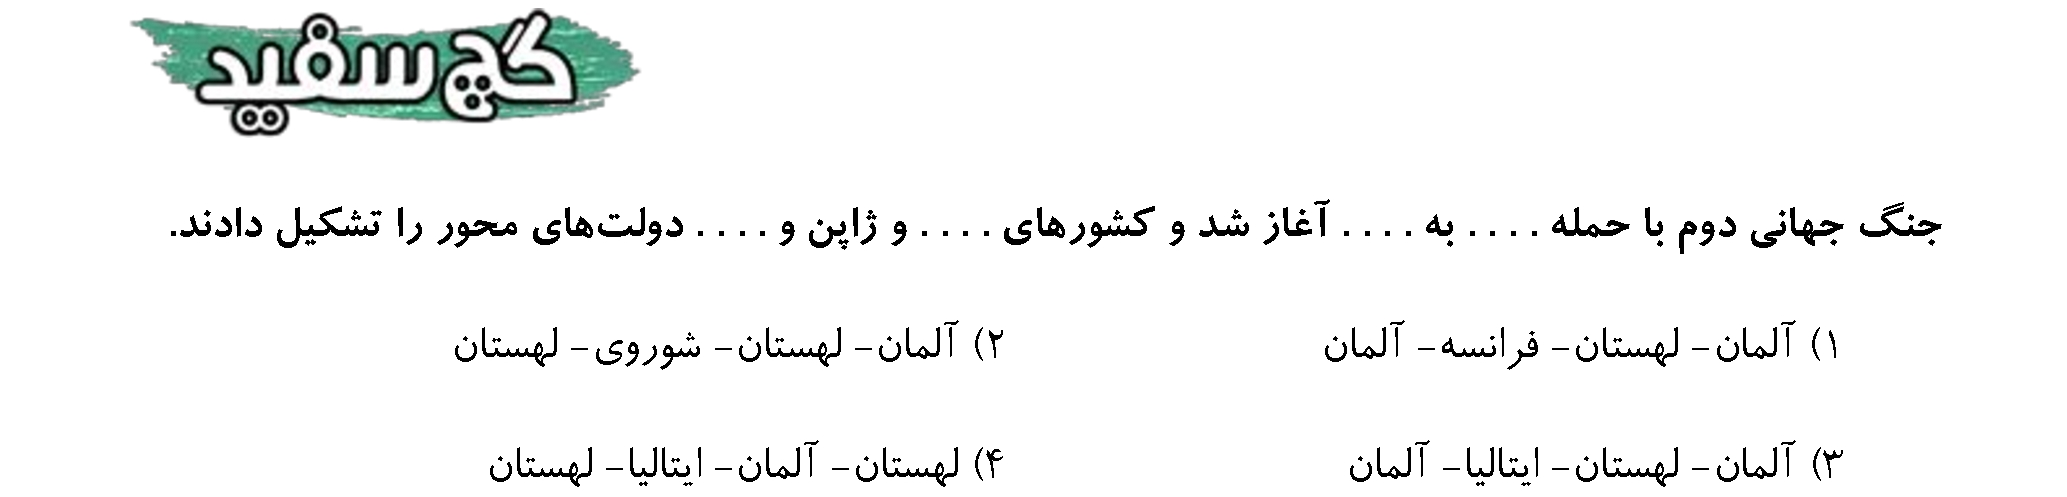 گچ سفید
جنگ جهانی دوم با حمله .... به .... آغاز شد و کشورهای .... و ژاپن و .... دولت‌های محور را تشکیل دادند.
۱) آلمان- لهستان- فرانسه- آلمان
۲) آلمان- لهستان- شوروی- لهستان
۳) آلمان- لهستان- ایتالیا- آلمان
۴) لهستان- آلمان- ایتالیا- لهستان